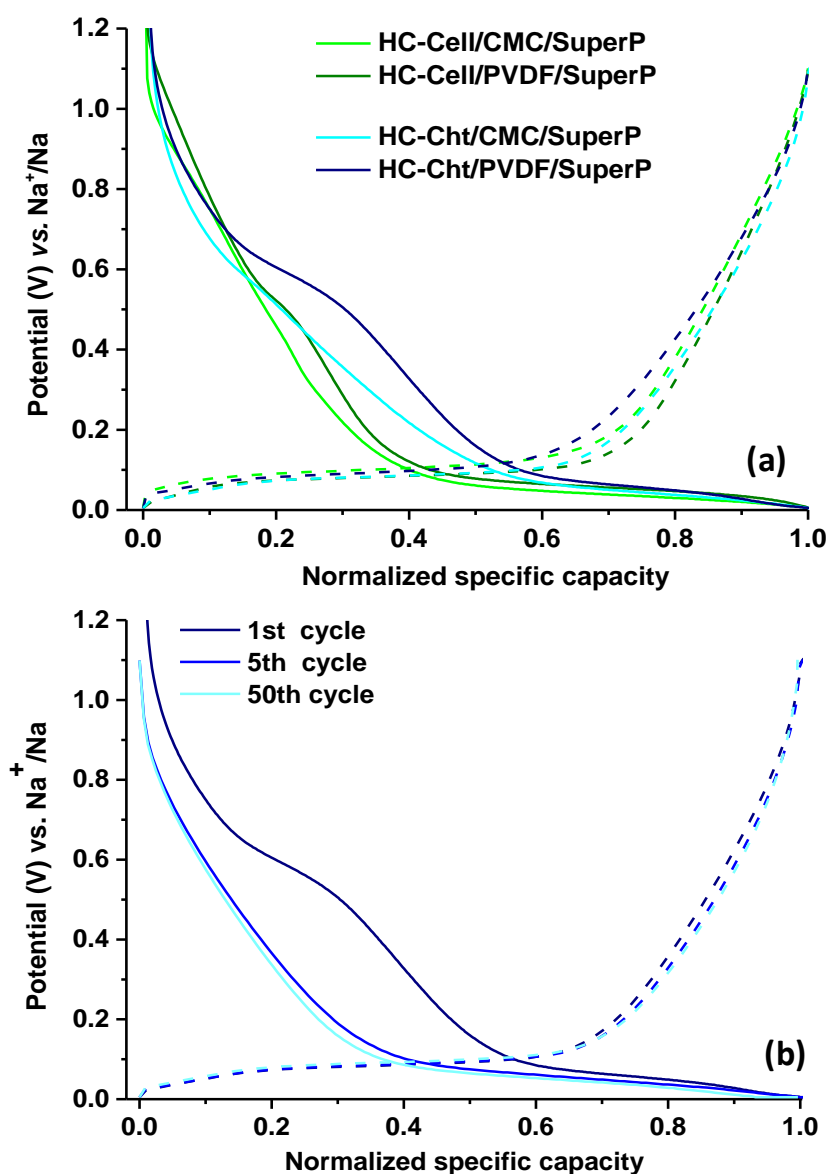 1.2
HC-Cell/CMC/SuperP
HC-Cell/PVDF/SuperP
1.0
HC-Cht/CMC/SuperP
HC-Cht/PVDF/SuperP
0.8
0.6
0.4
0.2
0.0
Potential (V) vs. Na⁺/Na
(a)
0.0 0.2 0.4 0.6 0.8 1.0
Normalized specific capacity
1.2
1st cycle
5th cycle
50th cycle
1.0
0.8
0.6
0.4
0.2
0.0
Potential (V) vs. Na⁺/Na
(b)
0.0 0.2 0.4 0.6 0.8 1.0
Normalized specific capacity